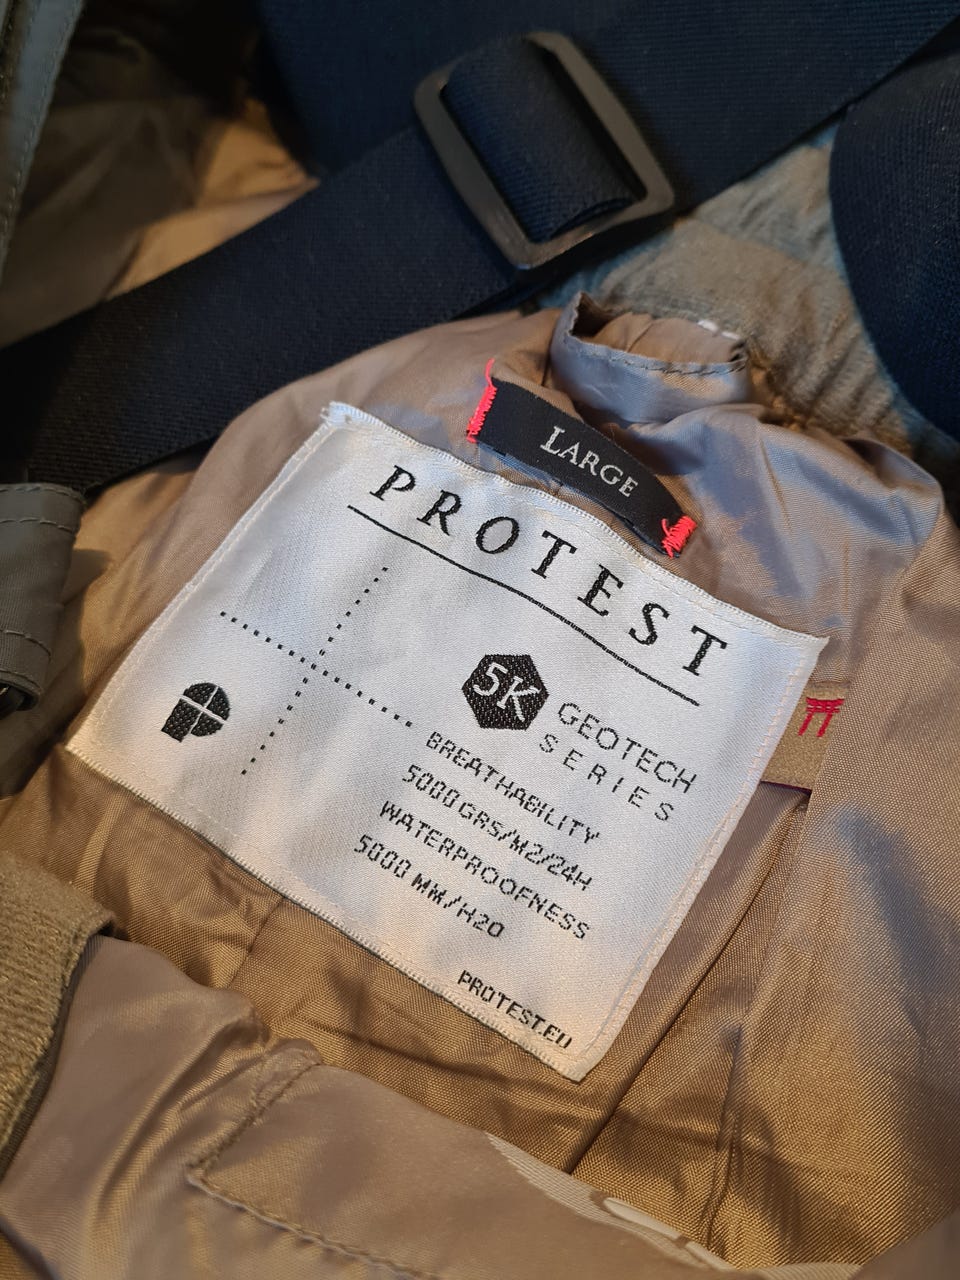 LARGE
PROTEST
5K
GEOTECH
SERIES
BREATHABILITY
5000 GRS/M2/24H
WATERPROOFNESS
5000 MM/H2O
PROTEST.EU